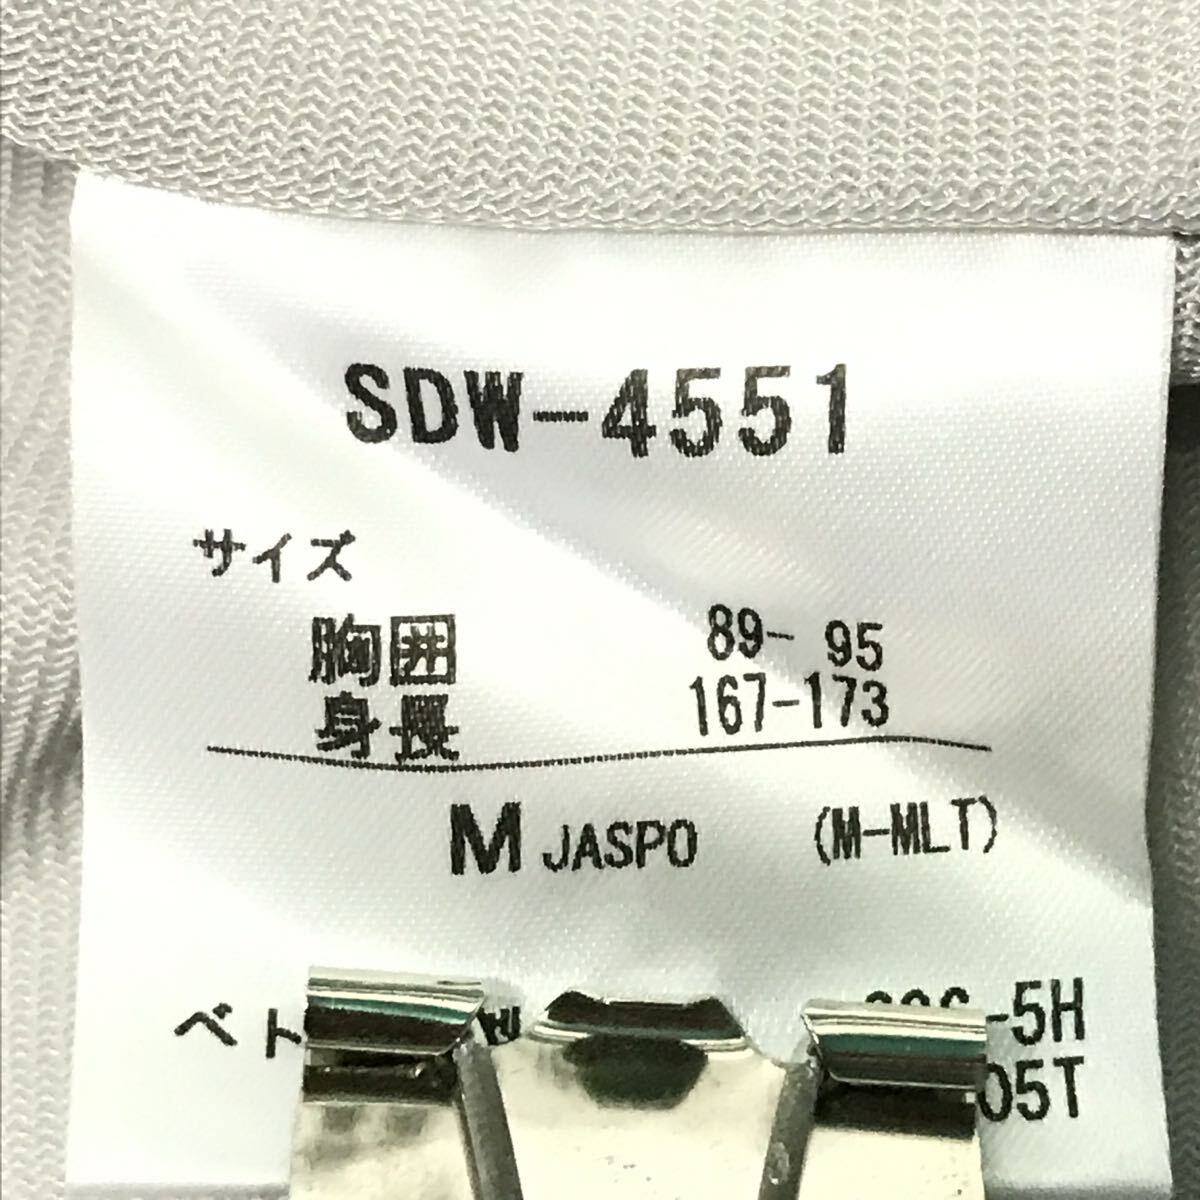 SDW-4551
サイズ
胸囲 89- 95
身長 167-173
M JASPO (M-MLT)
-5H
05T